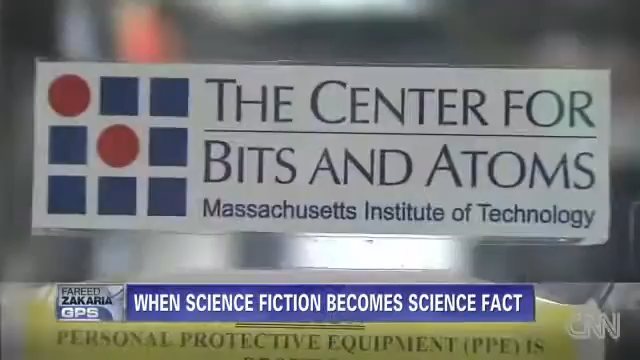 THE CENTER FOR
BITS AND ATOMS
Massachusetts Institute of Technology
FAREED
ZAKARIA
GPS
WHEN SCIENCE FICTION BECOMES SCIENCE FACT
CNN
PERSONAL PROTECTIVE EQUIPMENT (PPE) IS